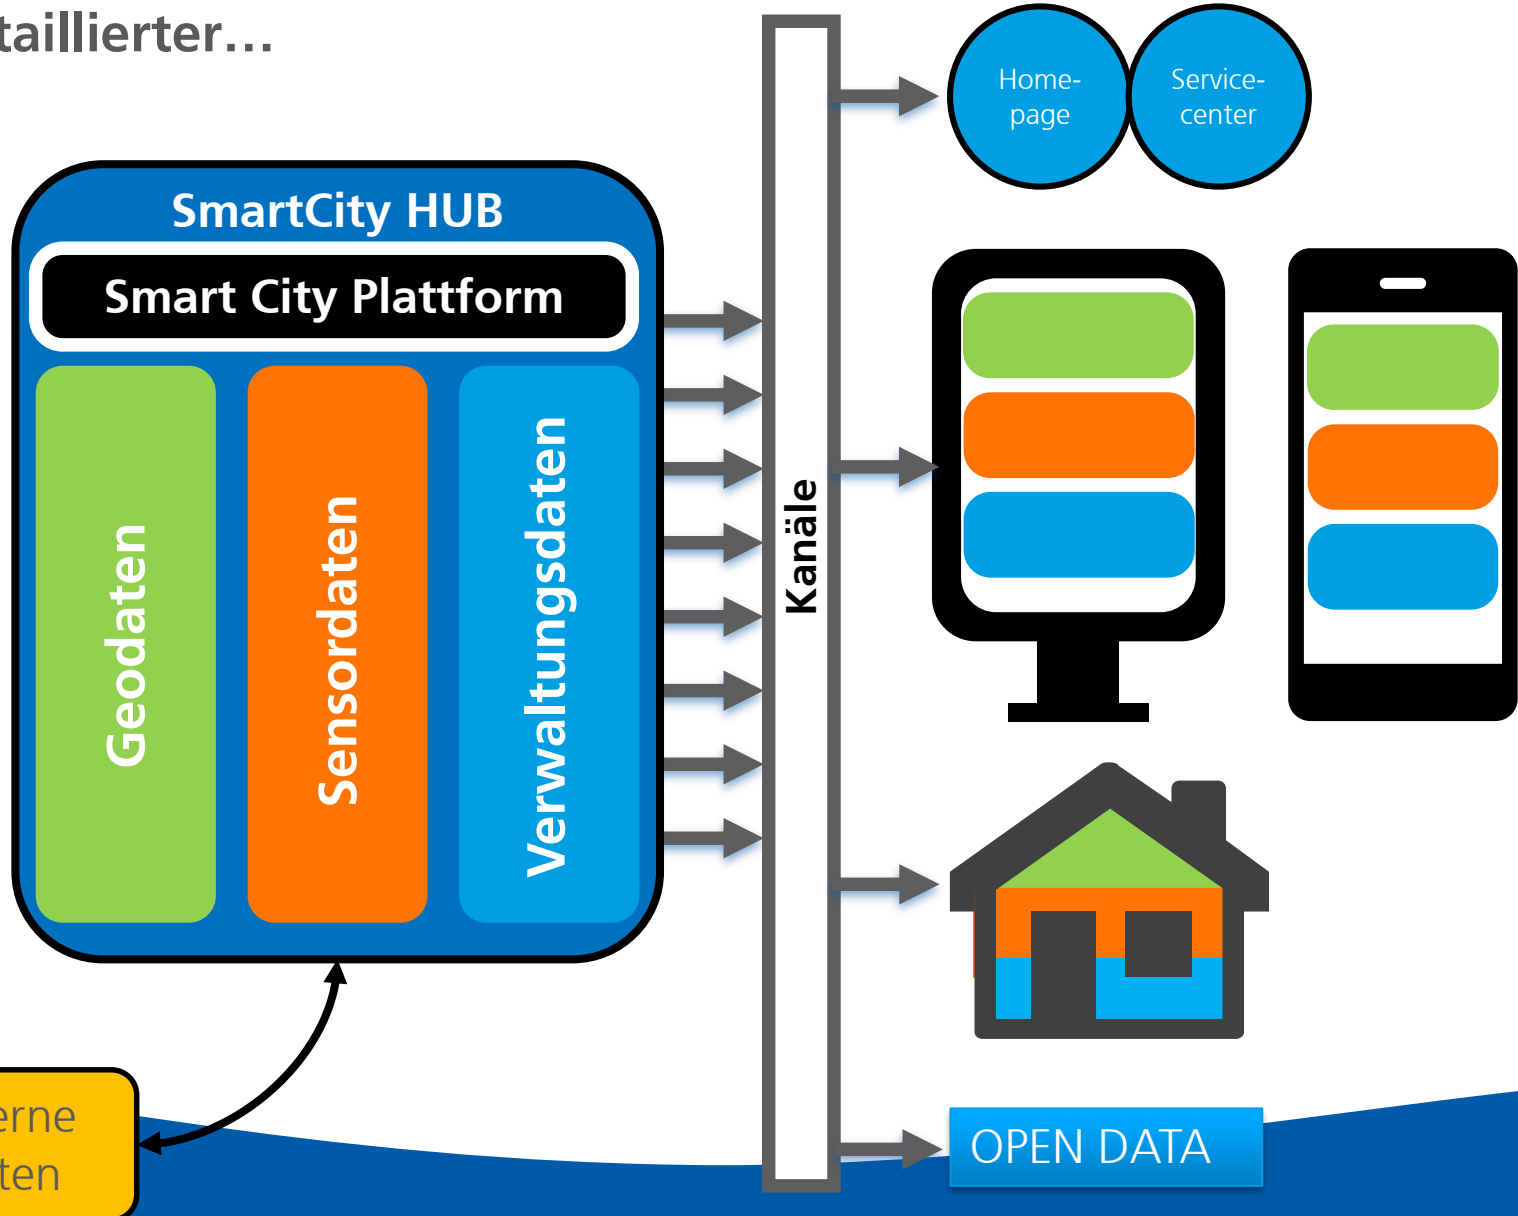 taillierter...
Home-
page
Service-
center
SmartCity HUB
Smart City Plattform
Geodaten
Sensordaten
Verwaltungsdaten
Kanäle
erne
ten
OPEN DATA